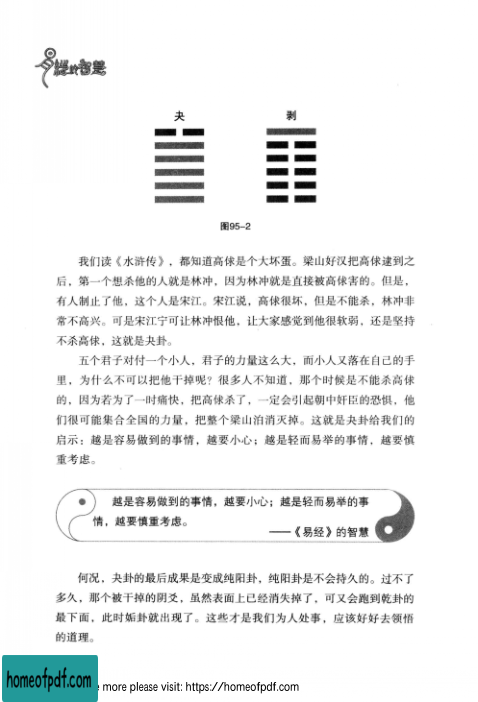 易经的智慧
夬 剥
图95-2
我们读《水浒传》，都知道高俅是个大坏蛋。梁山好汉把高俅逮到之
后，第一个想杀他的人就是林冲，因为林冲就是直接被高俅害的。但是，
有人制止了他，这个人是宋江。宋江说，高俅很坏，但是不能杀，林冲非
常不高兴。可是宋江宁可让林冲恨他，让大家感觉到他很软弱，还是坚持
不杀高俅，这就是夬卦。
五个君子对付一个小人，君子的力量这么大，而小人又落在自己的手
里，为什么不可以把他干掉呢？很多人不知道，那个时候是不能杀高俅
的，因为若为了一时痛快，把高俅杀了，一定会引起朝中奸臣的恐惧，他
们很可能集合全国的力量，把整个梁山泊消灭掉。这就是夬卦给我们的
启示：越是容易做到的事情，越要小心；越是轻而易举的事情，越要慎
重考虑。
越是容易做到的事情，越要小心；越是轻而易举的事
情，越要慎重考虑。
——《易经》的智慧
何况，夬卦的最后成果是变成纯阳卦，纯阳卦是不会持久的。过不了
多久，那个被干掉的阴爻，虽然表面上已经消失掉了，可又会跑到乾卦的
最下面，此时姤卦就出现了。这些才是我们为人处事，应该好好去领悟
的道理。
homeofpdf.com
e more please visit: https://homeofpdf.com